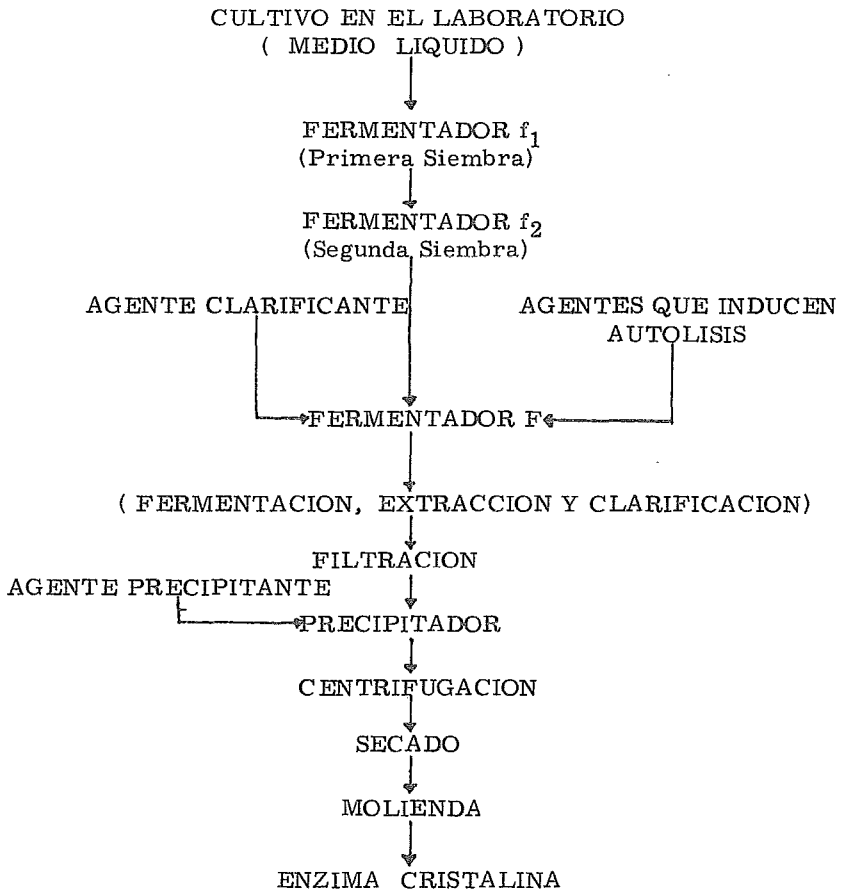 CULTIVO EN EL LABORATORIO
( MEDIO LIQUIDO )
FERMENTADOR f1
(Primera Siembra)
FERMENTADOR f2
(Segunda Siembra)
AGENTE CLARIFICANTE
AGENTES QUE INDUCEN
AUTOLISIS
FERMENTADOR F
( FERMENTACION, EXTRACCION Y CLARIFICACION)
FILTRACION
AGENTE PRECIPITANTE
PRECIPITADOR
CENTRIFUGACION
SECADO
MOLIENDA
ENZIMA CRISTALINA